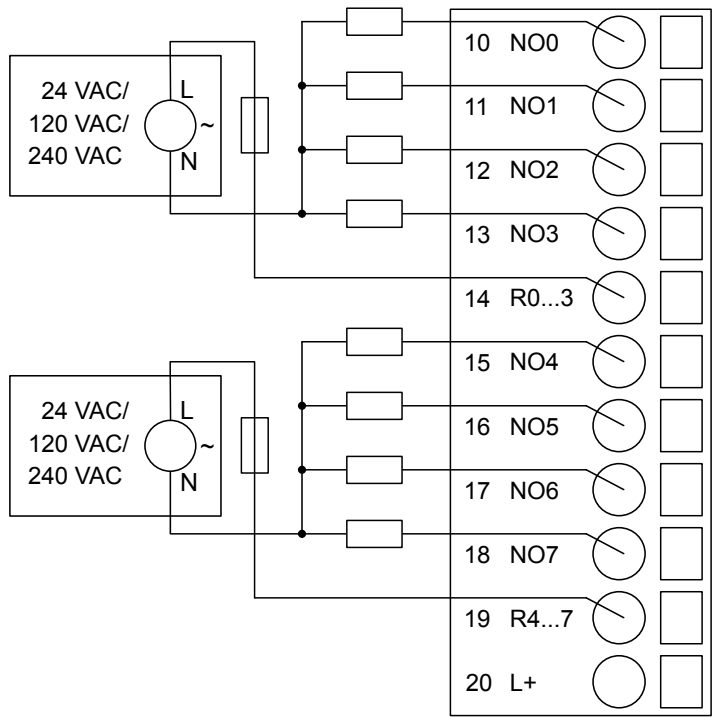 24 VAC/
120 VAC/
240 VAC
L
~
N
10 NO0
11 NO1
12 NO2
13 NO3
14 R0...3
24 VAC/
120 VAC/
240 VAC
L
~
N
15 NO4
16 NO5
17 NO6
18 NO7
19 R4...7
20 L+